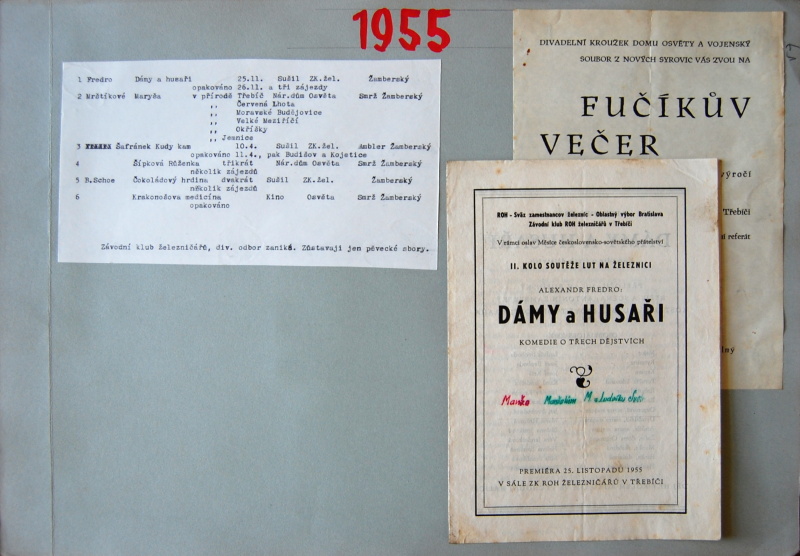 1955
1 Fredro Dámy a husaři 25.11. Sušil ZK.žel. Žamberský
opakováno 26.11. a tři zájezdy
2 Mrštíkové Maryša v přírodě Třebíč Nár.dům Osvěta Smrž Žamberský
,, Červená Lhota
,, Moravské Budějovice
,, Velké Meziříčí
,, Okříšky
,, Jesnice
3 Šafránek Kudy kam 10.4. Sušil ZK.žel. Ambler Žamberský
opakováno 11.4., pak Budišov a Kojetice
4 Šípková Růženka třikrát Nár.dům Osvěta Smrž Žamberský
několik zájezdů
5 B.Schoe Čokoládový hrdina dvakrát Sušil ZK.žel. Žamberský
několik zájezdů
6 Krakonošova medicina Kino Osvěta Smrž Žamberský
opakováno
Závodní klub železničářů, div. odbor zaniká. Zůstavají jen pěvecké sbory.
DIVADELNÍ KROUŽEK DOMU OSVĚTY A VOJENSKÝ
SOUBOR Z NOVÝCH SYROVIC VÁS ZVOU NA
FUČÍKŮV
VEČER
výročí
Třebíči
referát
ROH - Sväz zamestnancov železníc - Oblastný výbor Bratislava
Závodní klub ROH železničářů v Třebíči
V rámci oslav Měsíce československo-sovětského přátelství
II. KOLO SOUTĚŽE LUT NA ŽELEZNICI
ALEXANDR FREDRO:
DÁMY a HUSAŘI
KOMEDIE O TŘECH DĚJSTVÍCH
PREMIÉRA 25. LISTOPADU 1955
V SÁLE ZK ROH ŽELEZNIČÁŘŮ V TŘEBÍČI